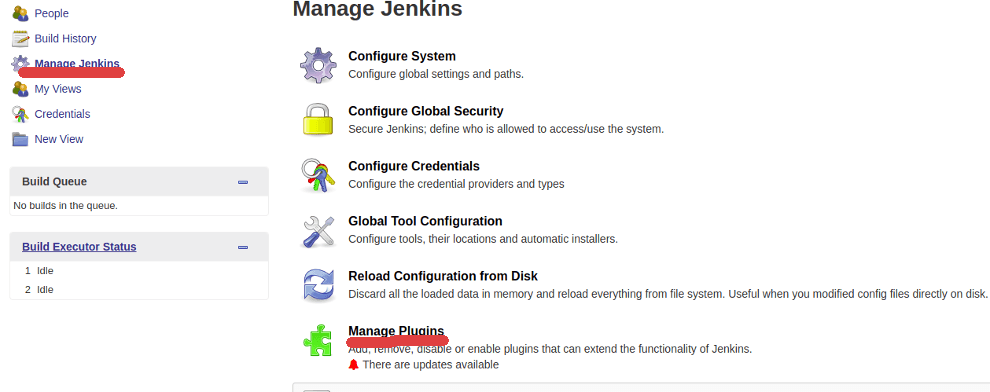 People
Build History
Manage Jenkins
My Views
Credentials
New View
Build Queue
No builds in the queue.
Build Executor Status
1 Idle
2 Idle
Manage Jenkins
Configure System
Configure global settings and paths.
Configure Global Security
Secure Jenkins; define who is allowed to access/use the system.
Configure Credentials
Configure the credential providers and types
Global Tool Configuration
Configure tools, their locations and automatic installers.
Reload Configuration from Disk
Discard all the loaded data in memory and reload everything from file system. Useful when you modified config files directly on disk.
Manage Plugins
Add, remove, disable or enable plugins that can extend the functionality of Jenkins.
There are updates available